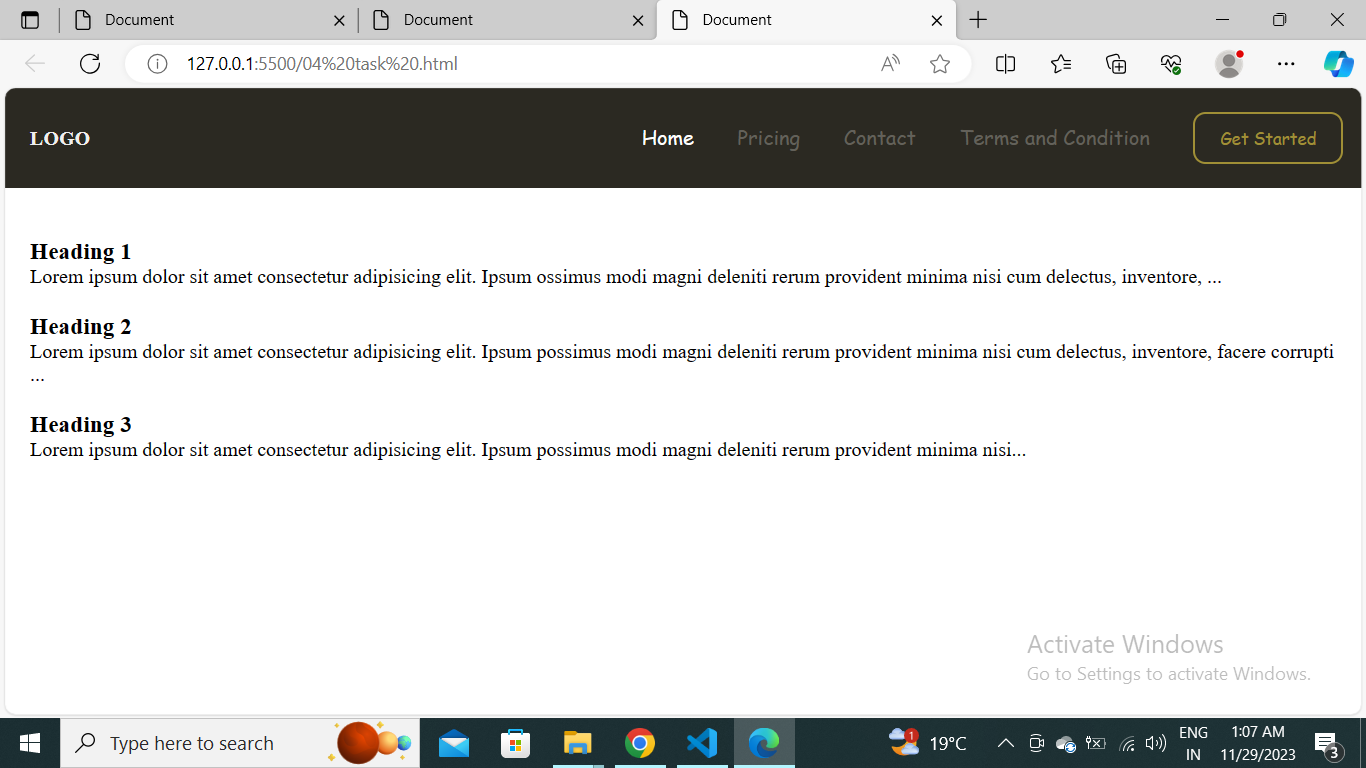 Document Document Document
127.0.0.1:5500/04%20task%20.html
LOGO Home Pricing Contact Terms and Condition Get Started
Heading 1
Lorem ipsum dolor sit amet consectetur adipisicing elit. Ipsum ossimus modi magni deleniti rerum provident minima nisi cum delectus, inventore, ...
Heading 2
Lorem ipsum dolor sit amet consectetur adipisicing elit. Ipsum possimus modi magni deleniti rerum provident minima nisi cum delectus, inventore, facere corrupti
...
Heading 3
Lorem ipsum dolor sit amet consectetur adipisicing elit. Ipsum possimus modi magni deleniti rerum provident minima nisi...
Activate Windows
Go to Settings to activate Windows.
Type here to search
1
19°C
ENG
IN
1:07 AM
11/29/2023
3